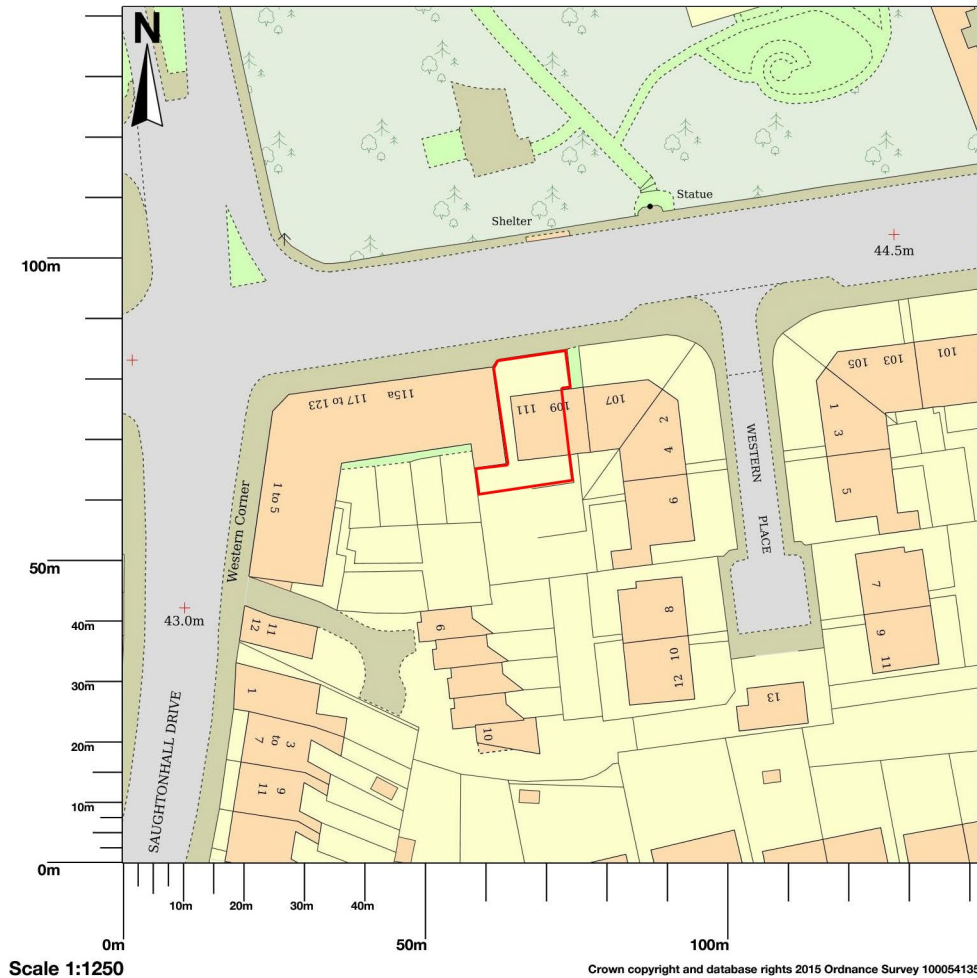 N
Statue
Shelter
44.5m
100m
105
103
101
117 to 123
115a
111
109
107
2
4
6
1
3
5
WESTERN
PLACE
1 to 5
Western Corner
50m
43.0m
40m
12
11
9
8
10
12
7
9
11
13
30m
1
3
to
7
20m
10
9
11
10m
SAUGHTONHALL DRIVE
0m
10m
20m
30m
40m
0m
50m
100m
Scale 1:1250
Crown copyright and database rights 2015 Ordnance Survey 100054135